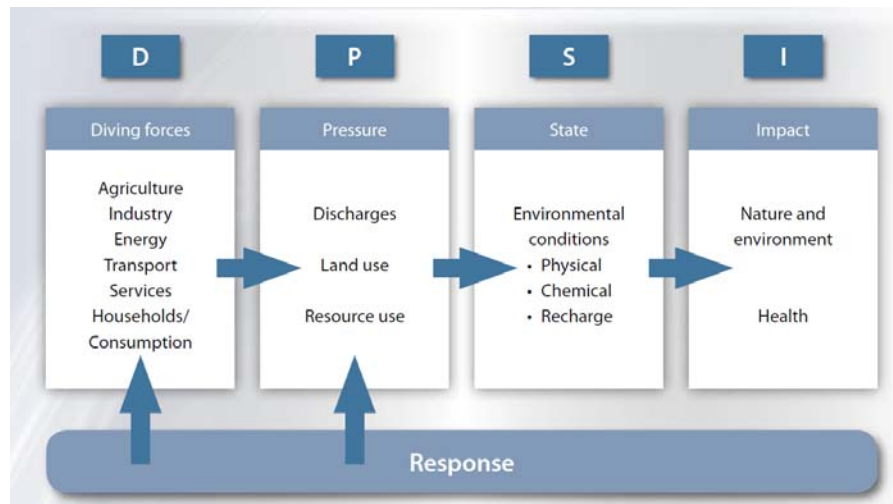 D
P
S
I
Diving forces
Agriculture
Industry
Energy
Transport
Services
Households/
Consumption
Pressure
Discharges
Land use
Resource use
State
Environmental
conditions
• Physical
• Chemical
• Recharge
Impact
Nature and
environment
Health
Response